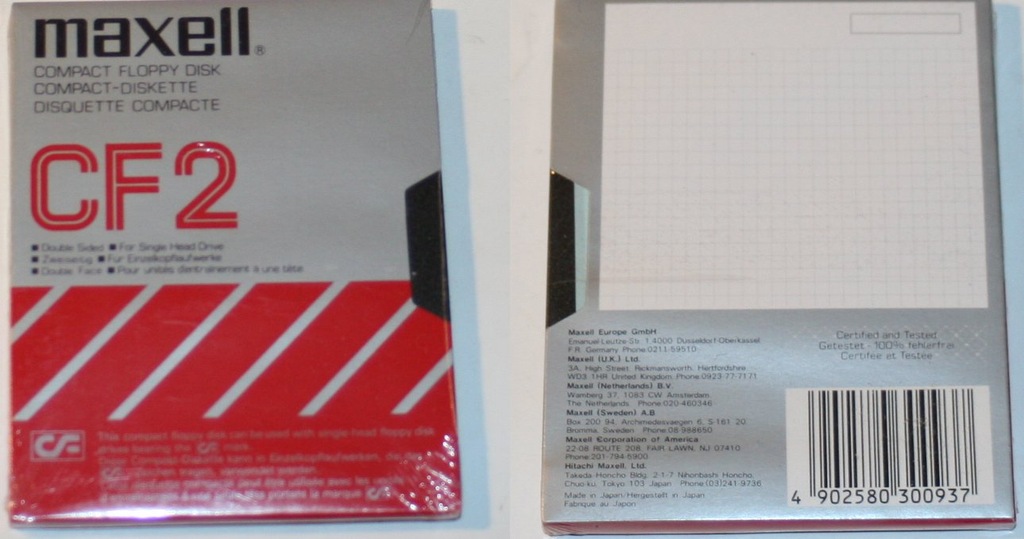 maxell®
COMPACT FLOPPY DISK
COMPACT-DISKETTE
DISQUETTE COMPACTE
CF2
■ Double Sided ■ For Single Head Drive
■ Zweiseitig ■ Für Einzelkopflaufwerke
■ Double Face ■ Pour unités d'entraînement à une tête
This compact floppy disk can be used with single head floppy disk
drives bearing the CF mark.
Maxell Europe GmbH
Emanuel-Leutze-Str. 1,4000 Düsseldorf-Oberkassel
F.R. Germany Phone:0211-59510
Maxell (U.K.) Ltd.
3A, High Street, Rickmansworth, Hertfordshire
WD3 1HR United Kingdom, Phone:0923-77-7171
Maxell (Netherlands) B.V.
Wamberg 37, 1083 CW Amsterdam
The Netherlands. Phone:020-460346
Maxell (Sweden) A.B
Box 200 94, Archimedesvaegen 6, S-161 20
Bromma, Sweden Phone:08-988650
Maxell Corporation of America
22-08 ROUTE 208, FAIR LAWN, NJ 07410
Phone:201-794-5900
Hitachi Maxell, Ltd.
Takeda-Honcho Bldg. 2-1-7 Nihonbashi Honcho,
Chuo-ku, Tokyo 103 Japan Phone:(03)241-9736
Made in Japan/Hergestellt in Japan
Fabriqué au Japon
Certified and Tested
Getestet - 100% fehlerfrei
Certifiée et Testée
4 902580 300937